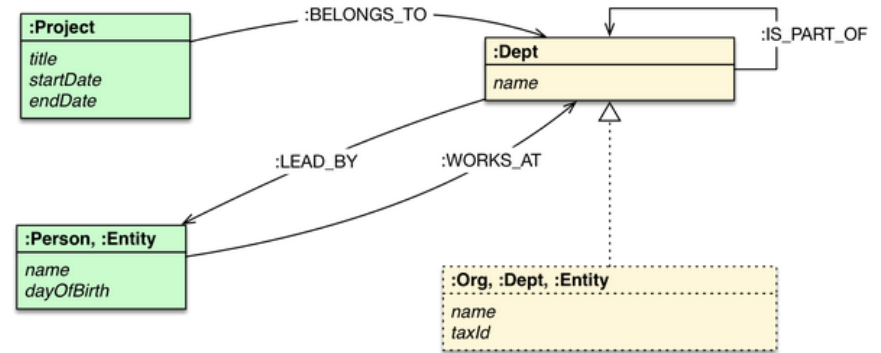 :Project
title
startDate
endDate
:BELONGS_TO
:Dept
name
:IS_PART_OF
:LEAD_BY
:WORKS_AT
:Person, :Entity
name
dayOfBirth
:Org, :Dept, :Entity
name
taxId